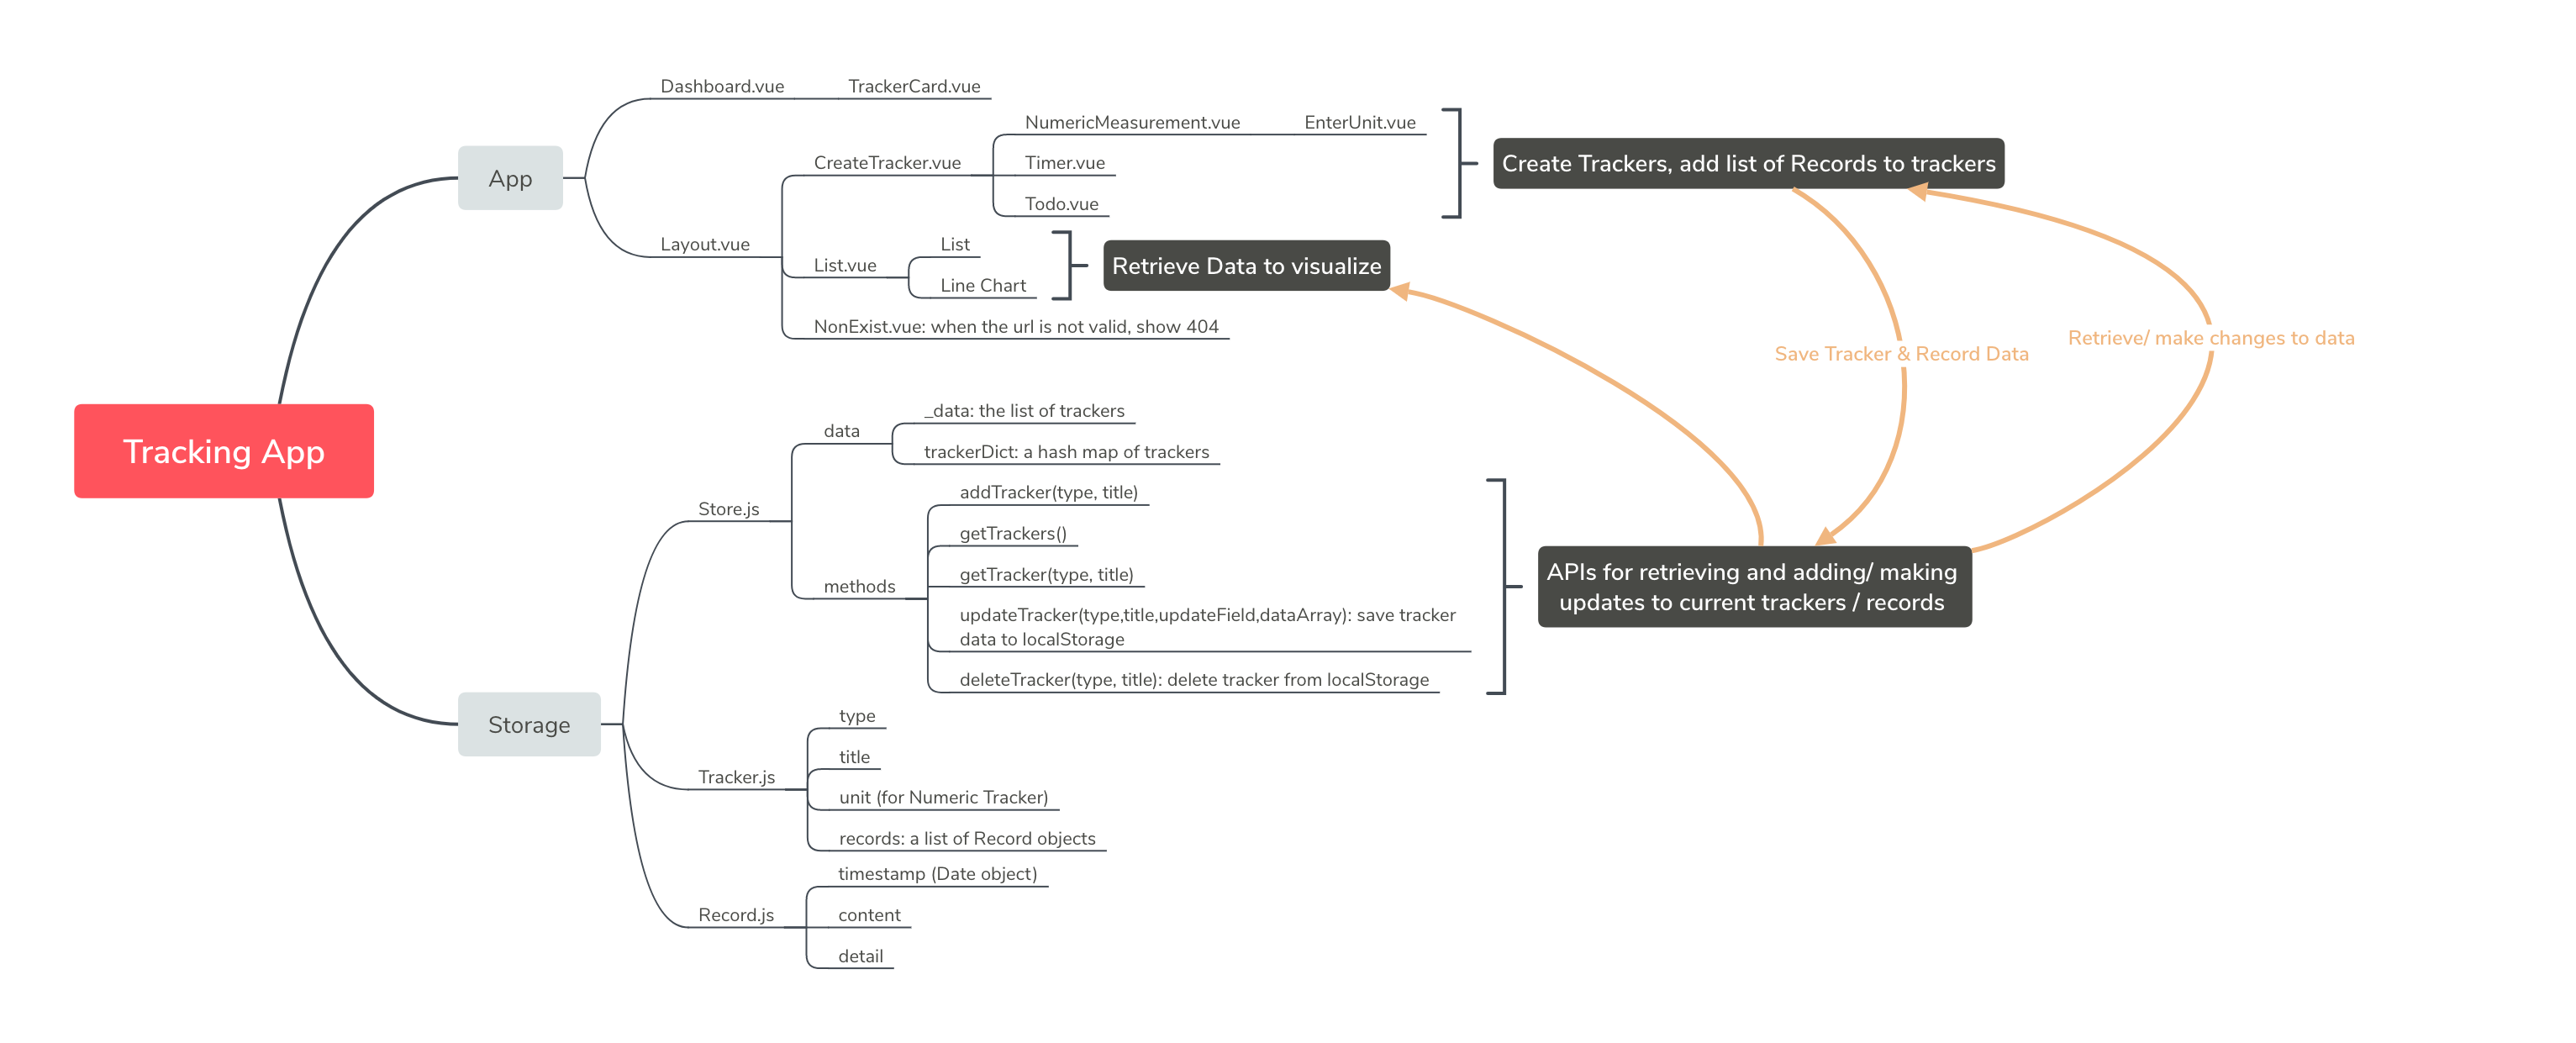 Tracking App
App
Dashboard.vue
TrackerCard.vue
Layout.vue
CreateTracker.vue
NumericMeasurement.vue
EnterUnit.vue
Timer.vue
Todo.vue
Create Trackers, add list of Records to trackers
List.vue
List
Line Chart
Retrieve Data to visualize
NonExist.vue: when the url is not valid, show 404
Save Tracker & Record Data
Retrieve/ make changes to data
Storage
Store.js
data
_data: the list of trackers
trackerDict: a hash map of trackers
methods
addTracker(type, title)
getTrackers()
getTracker(type, title)
updateTracker(type,title,updateField,dataArray): save tracker
data to localStorage
deleteTracker(type, title): delete tracker from localStorage
APIs for retrieving and adding/ making
updates to current trackers / records
Tracker.js
type
title
unit (for Numeric Tracker)
records: a list of Record objects
Record.js
timestamp (Date object)
content
detail